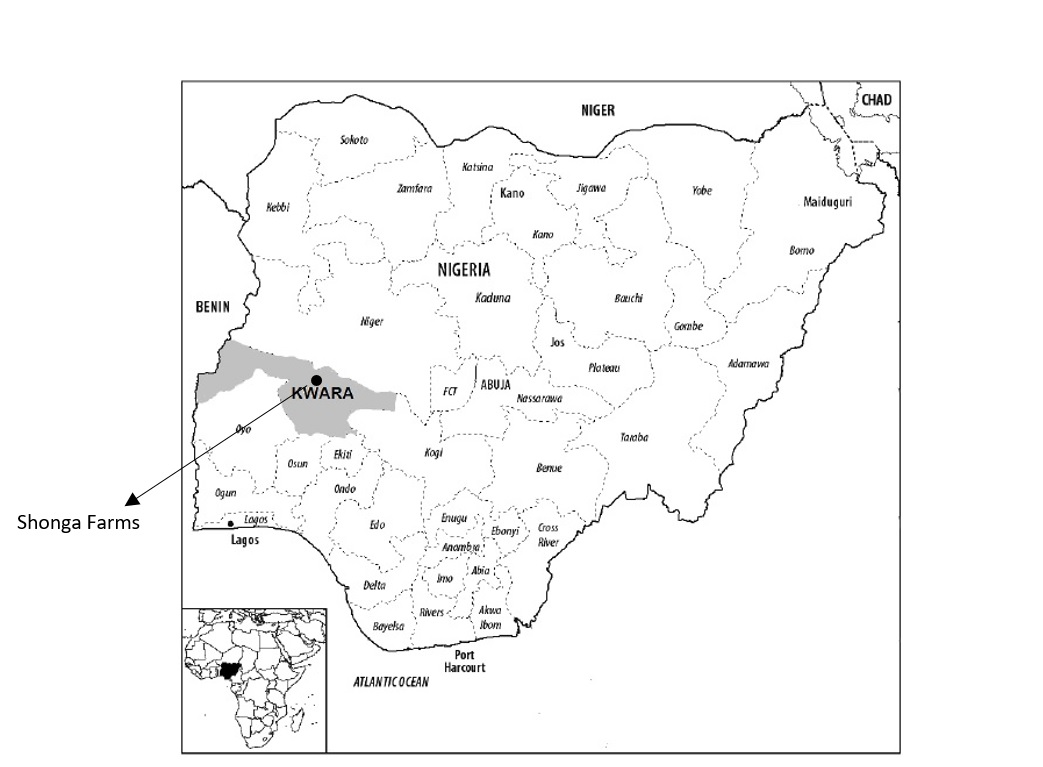 NIGER
CHAD
Sokoto
Katsina
Zamfara
Kano
Jigawa
Yobe
Kebbi
Maiduguri
Kano
Borno
NIGERIA
Kaduna
Bauchi
BENIN
Niger
Gombe
Jos
Adamawa
Plateau
KWARA
FCT
ABUJA
Nassarawa
Oyo
Taraba
Kogi
Ekiti
Osun
Benue
Ogun
Ondo
Shonga Farms
Lagos
Lagos
Edo
Enugu
Ebonyi
Cross
River
Anambra
Abia
Imo
Delta
Rivers
Akwa
Ibom
Bayelsa
Port
Harcourt
ATLANTIC OCEAN